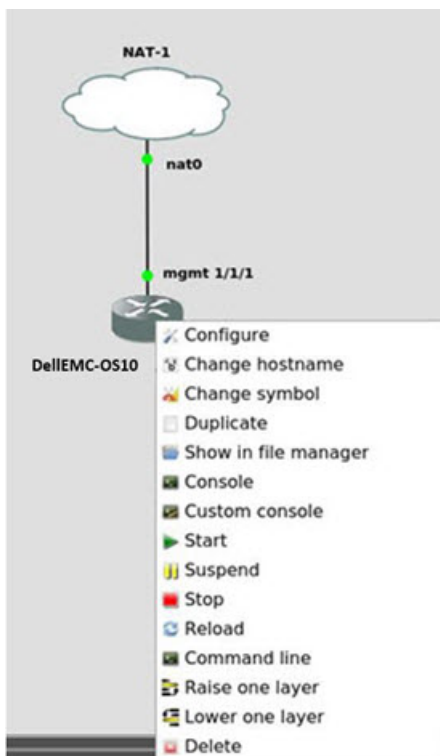 NAT-1
nat0
mgmt 1/1/1
DellEMC-OS10
Configure
Change hostname
Change symbol
Duplicate
Show in file manager
Console
Custom console
Start
Suspend
Stop
Reload
Command line
Raise one layer
Lower one layer
Delete